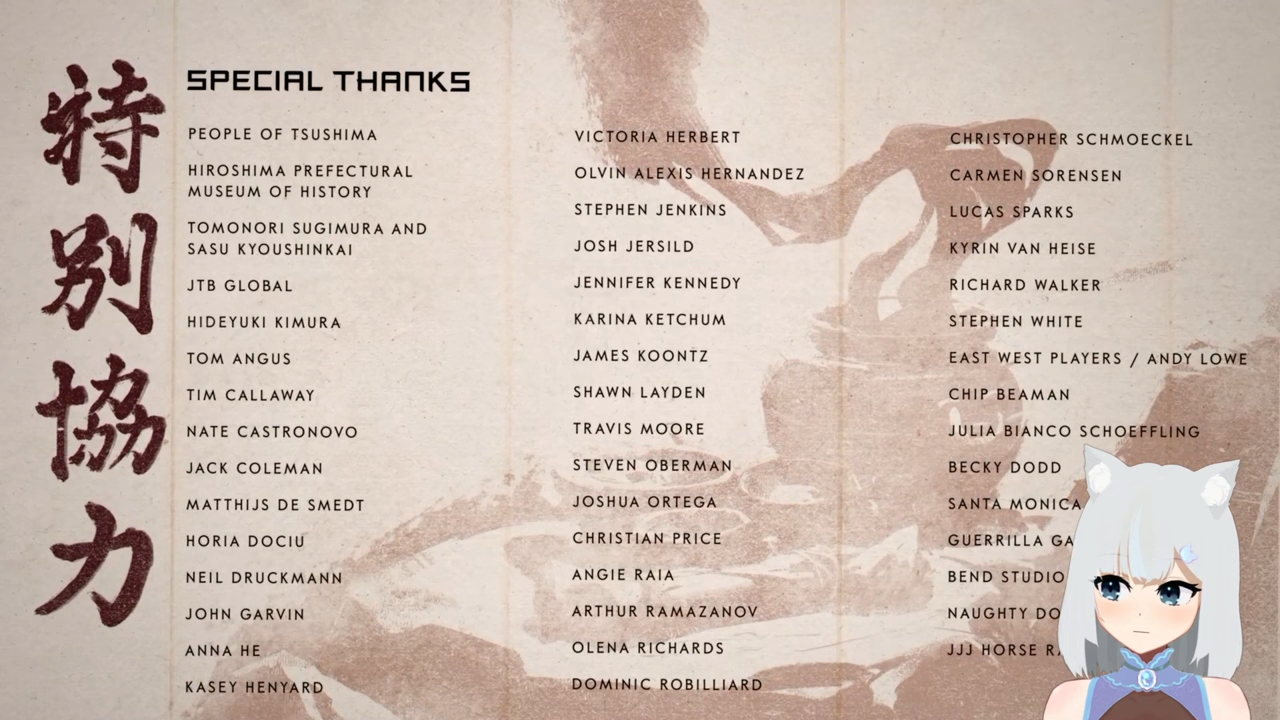 特別協力
SPECIAL THANKS
PEOPLE OF TSUSHIMA
HIROSHIMA PREFECTURAL
MUSEUM OF HISTORY
TOMONORI SUGIMURA AND
SASU KYOUSHINKAI
JTB GLOBAL
HIDEYUKI KIMURA
TOM ANGUS
TIM CALLAWAY
NATE CASTRONOVO
JACK COLEMAN
MATTHIJS DE SMEDT
HORIA DOCIU
NEIL DRUCKMANN
JOHN GARVIN
ANNA HE
KASEY HENYARD
VICTORIA HERBERT
OLVIN ALEXIS HERNANDEZ
STEPHEN JENKINS
JOSH JERSILD
JENNIFER KENNEDY
KARINA KETCHUM
JAMES KOONTZ
SHAWN LAYDEN
TRAVIS MOORE
STEVEN OBERMAN
JOSHUA ORTEGA
CHRISTIAN PRICE
ANGIE RAIA
ARTHUR RAMAZANOV
OLENA RICHARDS
DOMINIC ROBILLIARD
CHRISTOPHER SCHMOECKEL
CARMEN SORENSEN
LUCAS SPARKS
KYRIN VAN HEISE
RICHARD WALKER
STEPHEN WHITE
EAST WEST PLAYERS / ANDY LOWE
CHIP BEAMAN
JULIA BIANCO SCHOEFFLING
BECKY DODD
SANTA MONICA
GUERRILLA
BEND STUDIO
NAUGHTY
JJJ HORSE